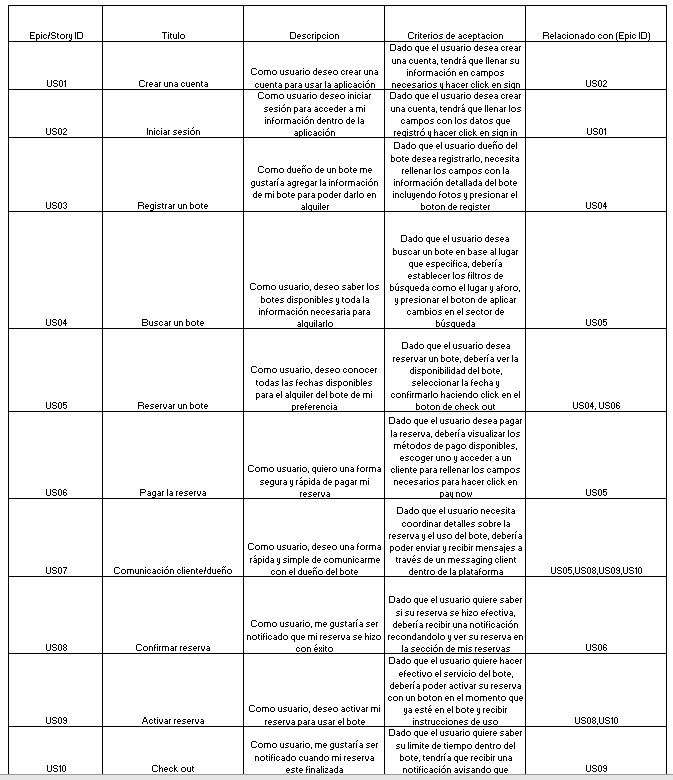 Epic/Story ID
Titulo
Descripcion
Criterios de aceptacion
Relacionado con (Epic ID)
US01
Crear una cuenta
Como usuario deseo crear una
cuenta para usar la aplicación
Dado que el usuario desea crear
una cuenta, tendrá que llenar su
información en campos
necesarios y hacer click en sign
US02
US02
Iniciar sesión
Como usuario deseo iniciar
sesión para acceder a mi
información dentro de la
aplicación
Dado que el usuario desea crear
una cuenta, tendrá que llenar los
campos con los datos que
registró y hacer click en sign in
US01
US03
Registrar un bote
Como dueño de un bote me
gustaría agregar la información
de mi bote para poder darlo en
alquiler
Dado que el usuario dueño del
bote desea registrarlo, necesita
rellenar los campos con la
información detallada del bote
incluyendo fotos y presionar el
boton de register
US04
US04
Buscar un bote
Como usuario, deseo saber los
botes disponibles y toda la
información necesaria para
alquilarlo
Dado que el usuario desea
buscar un bote en base al lugar
que especifica, debería
establecer los filtros de
búsqueda como el lugar y aforo,
y presionar el boton de aplicar
cambios en el sector de
búsqueda
US05
US05
Reservar un bote
Como usuario, deseo conocer
todas las fechas disponibles
para el alquiler del bote de mi
preferencia
Dado que el usuario desea
reservar un bote, debería ver la
disponibilidad del bote,
seleccionar la fecha y
confirmarlo haciendo click en el
boton de check out
US04, US06
US06
Pagar la reserva
Como usuario, quiero una forma
segura y rápida de pagar mi
reserva
Dado que el usuario desea pagar
la reserva, debería visualizar los
métodos de pago disponibles,
escoger uno y acceder a un
cliente para rellenar los campos
necesarios para hacer click en
pay now
US05
US07
Comunicación cliente/dueño
Como usuario, deseo una forma
rápida y simple de comunicarme
con el dueño del bote
Dado que el usuario necesita
coordinar detalles sobre la
reserva y el uso del bote, debería
poder enviar y recibir mensajes a
través de un messaging client
dentro de la plataforma
US05,US08,US09,US10
US08
Confirmar reserva
Como usuario, me gustaría ser
notificado que mi reserva se hizo
con éxito
Dado que el usuario quiere saber
si su reserva se hizo efectiva,
debería recibir una notificación
recondandolo y ver su reserva en
la sección de mis reservas
US06
US09
Activar reserva
Como usuario, deseo activar mi
reserva para usar el bote
Dado que el usuario quiere hacer
efectivo el servicio del bote,
debería poder activar su reserva
con un boton en el momento que
ya esté en el bote y recibir
instrucciones de uso
US08,US10
US10
Check out
Como usuario, me gustaría ser
notificado cuando mi reserva
este finalizada
Dado que el usuario quiere saber
su limite de tiempo dentro del
bote, tendría que recibir una
notificación avisando que
US09